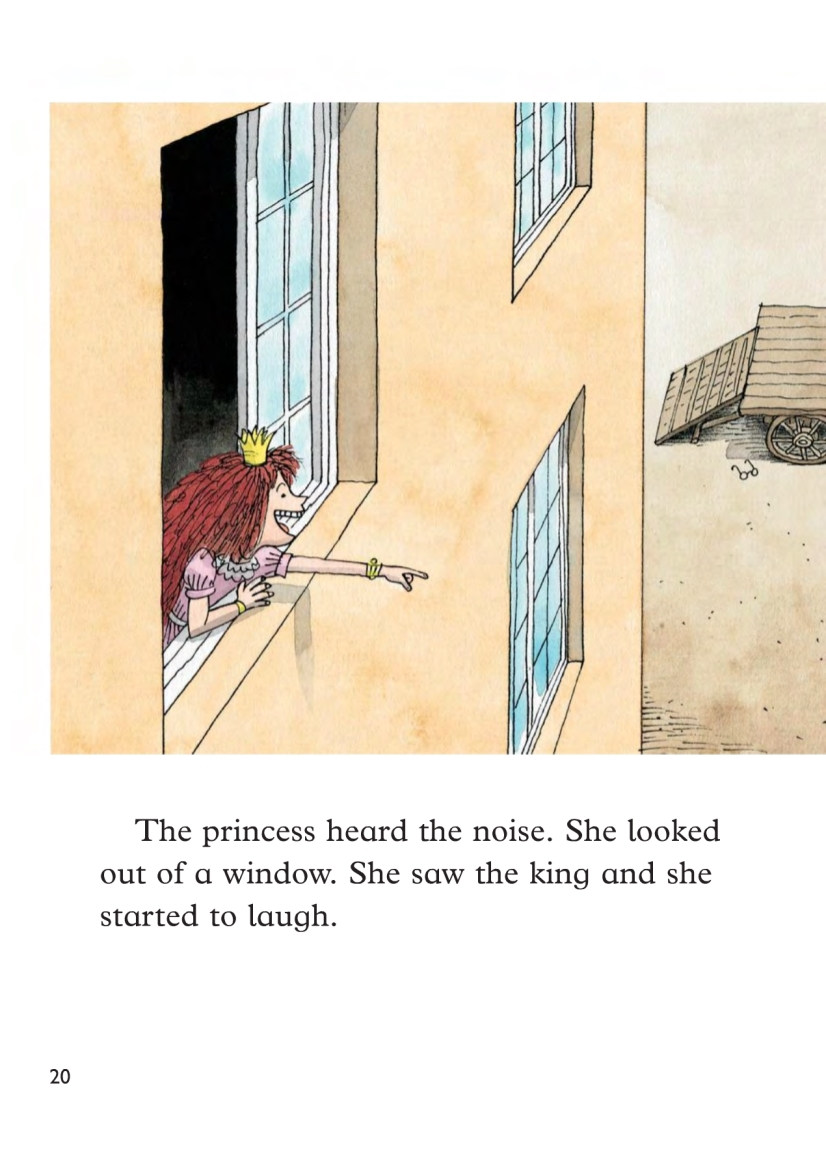 The princess heard the noise. She looked
out of a window. She saw the king and she
started to laugh.
20